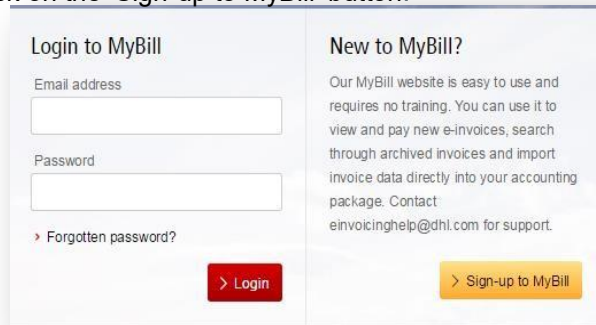 on the 'Sign-up to MyBill' button.
Login to MyBill
Email address
Password
> Forgotten password?
> Login
New to MyBill?
Our MyBill website is easy to use and
requires no training. You can use it to
view and pay new e-invoices, search
through archived invoices and import
invoice data directly into your accounting
package. Contact
einvoicinghelp@dhl.com for support.
> Sign-up to MyBill